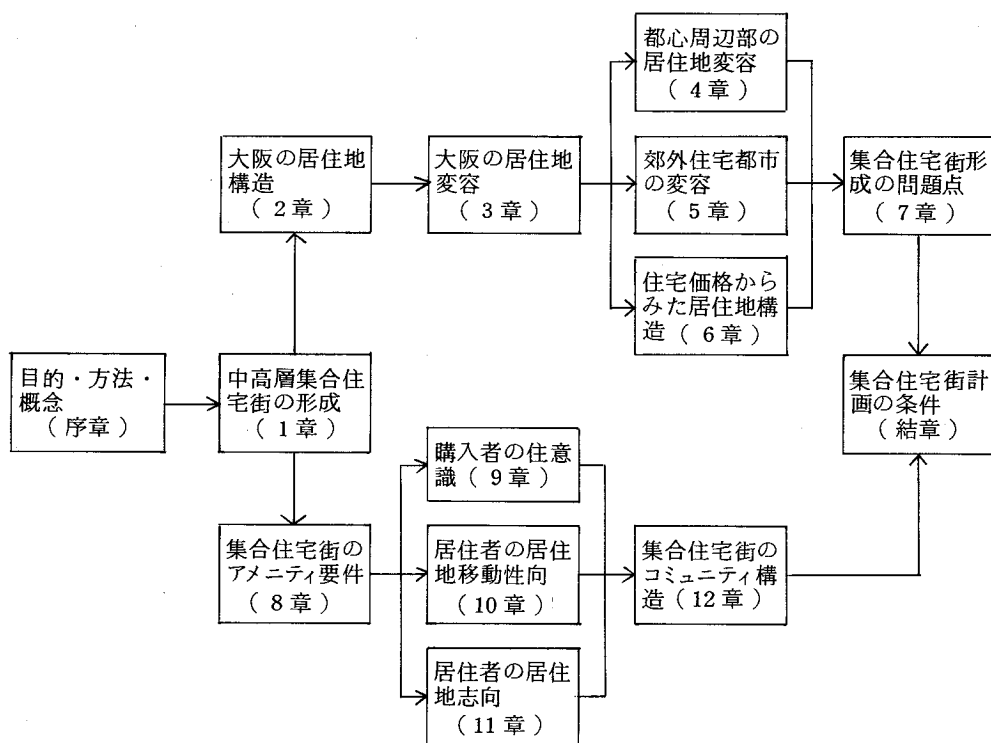 都心周辺部の
居住地変容
（ 4 章 ）
大阪の居住地
構造
（ 2 章 ）
大阪の居住地
変容
（ 3 章 ）
郊外住宅都市
の変容
（ 5 章 ）
集合住宅街形
成の問題点
（ 7 章 ）
住宅価格から
みた居住地構
造（ 6 章 ）
目的・方法・
概念
（ 序章 ）
中高層集合住
宅街の形成
（ 1 章 ）
集合住宅街計
画の条件
（ 結章 ）
購入者の住意
識（ 9 章 ）
集合住宅街の
アメニティ要件
（ 8 章 ）
居住者の居住
地移動性向
（10 章 ）
集合住宅街の
コミュニティ構
造（12 章 ）
居住者の居住
地志向
（11 章 ）